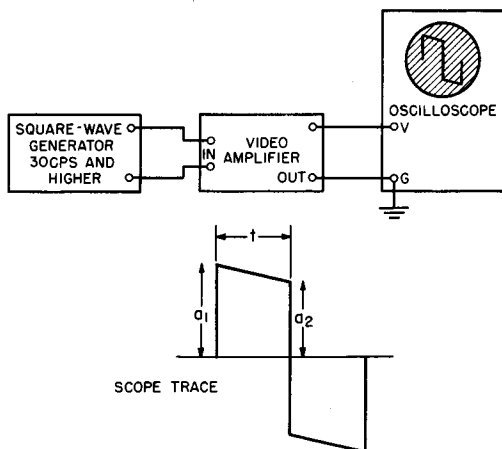 SQUARE-WAVE
GENERATOR
30CPS AND
HIGHER
IN
VIDEO
AMPLIFIER
OUT
OSCILLOSCOPE
V
G
t
a1
a2
SCOPE TRACE